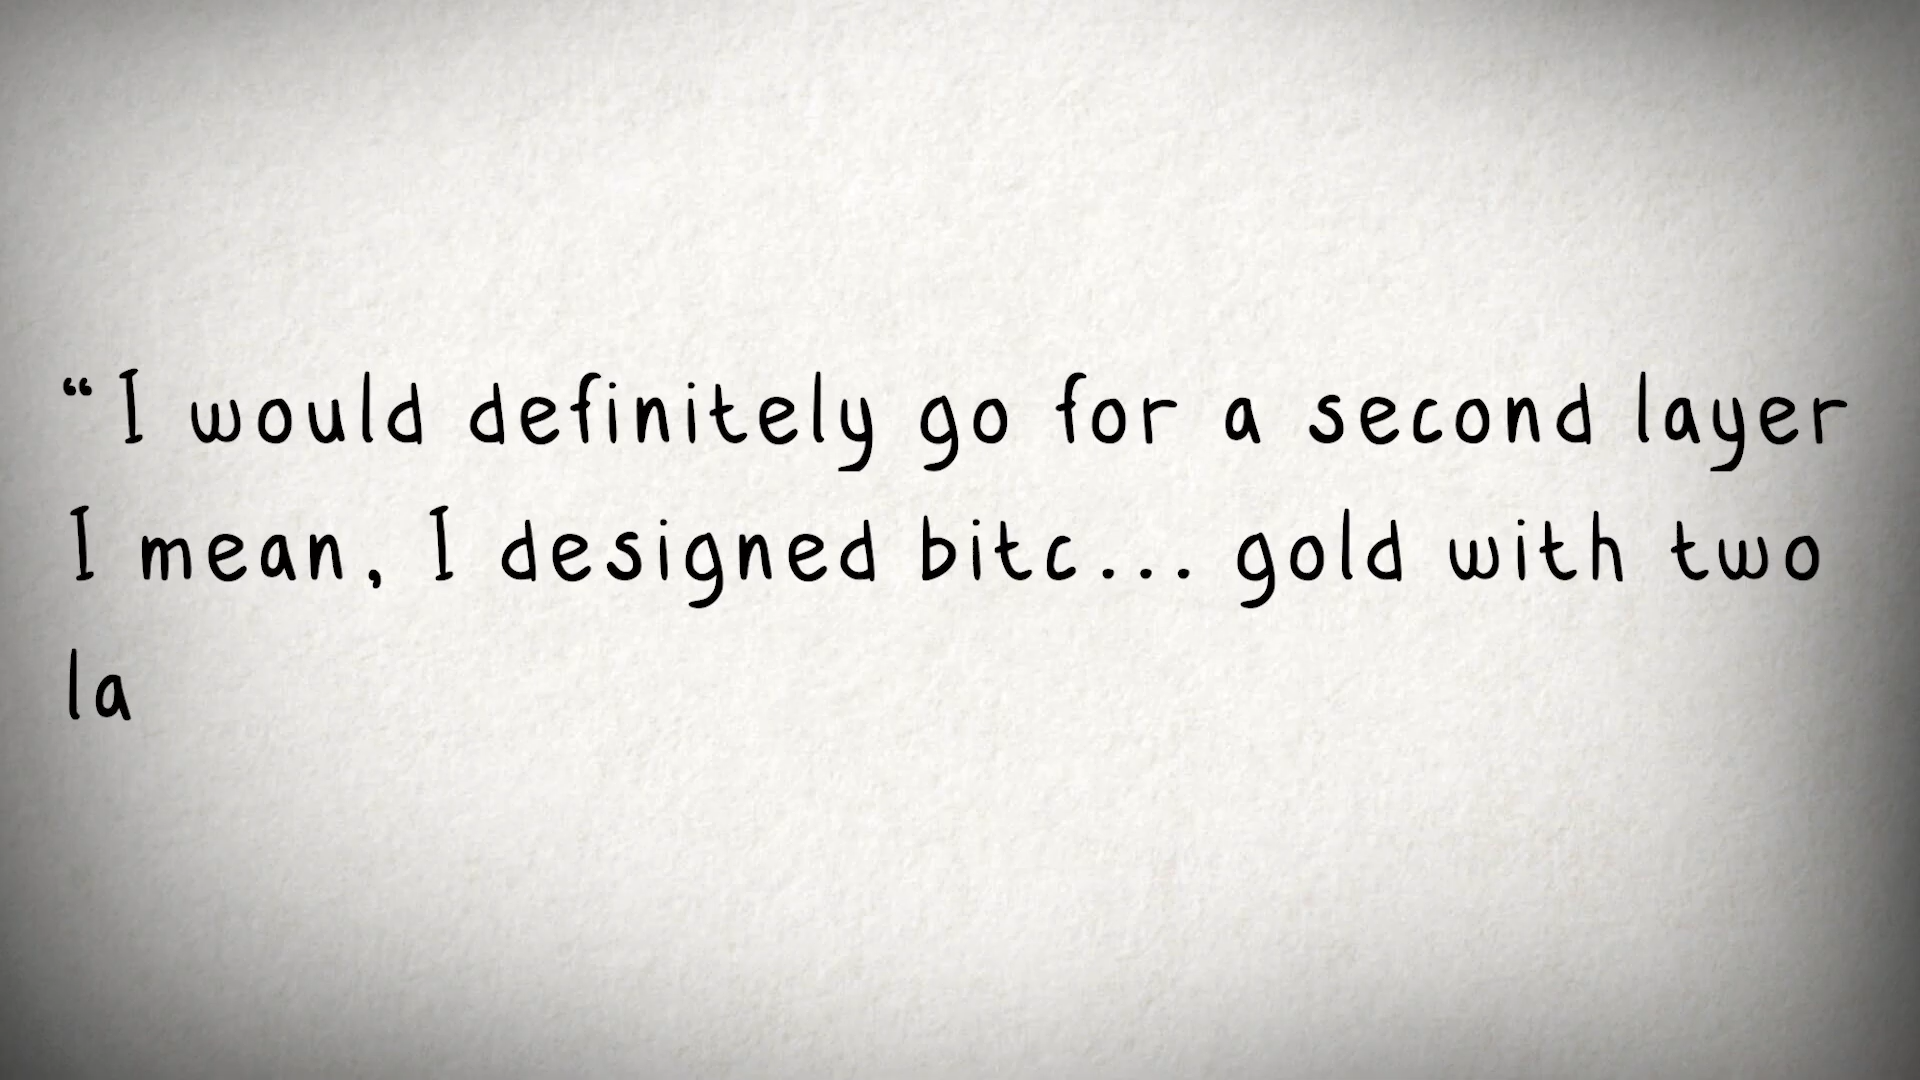 “I would definitely go for a second layer
I mean, I designed bitc... gold with two
la